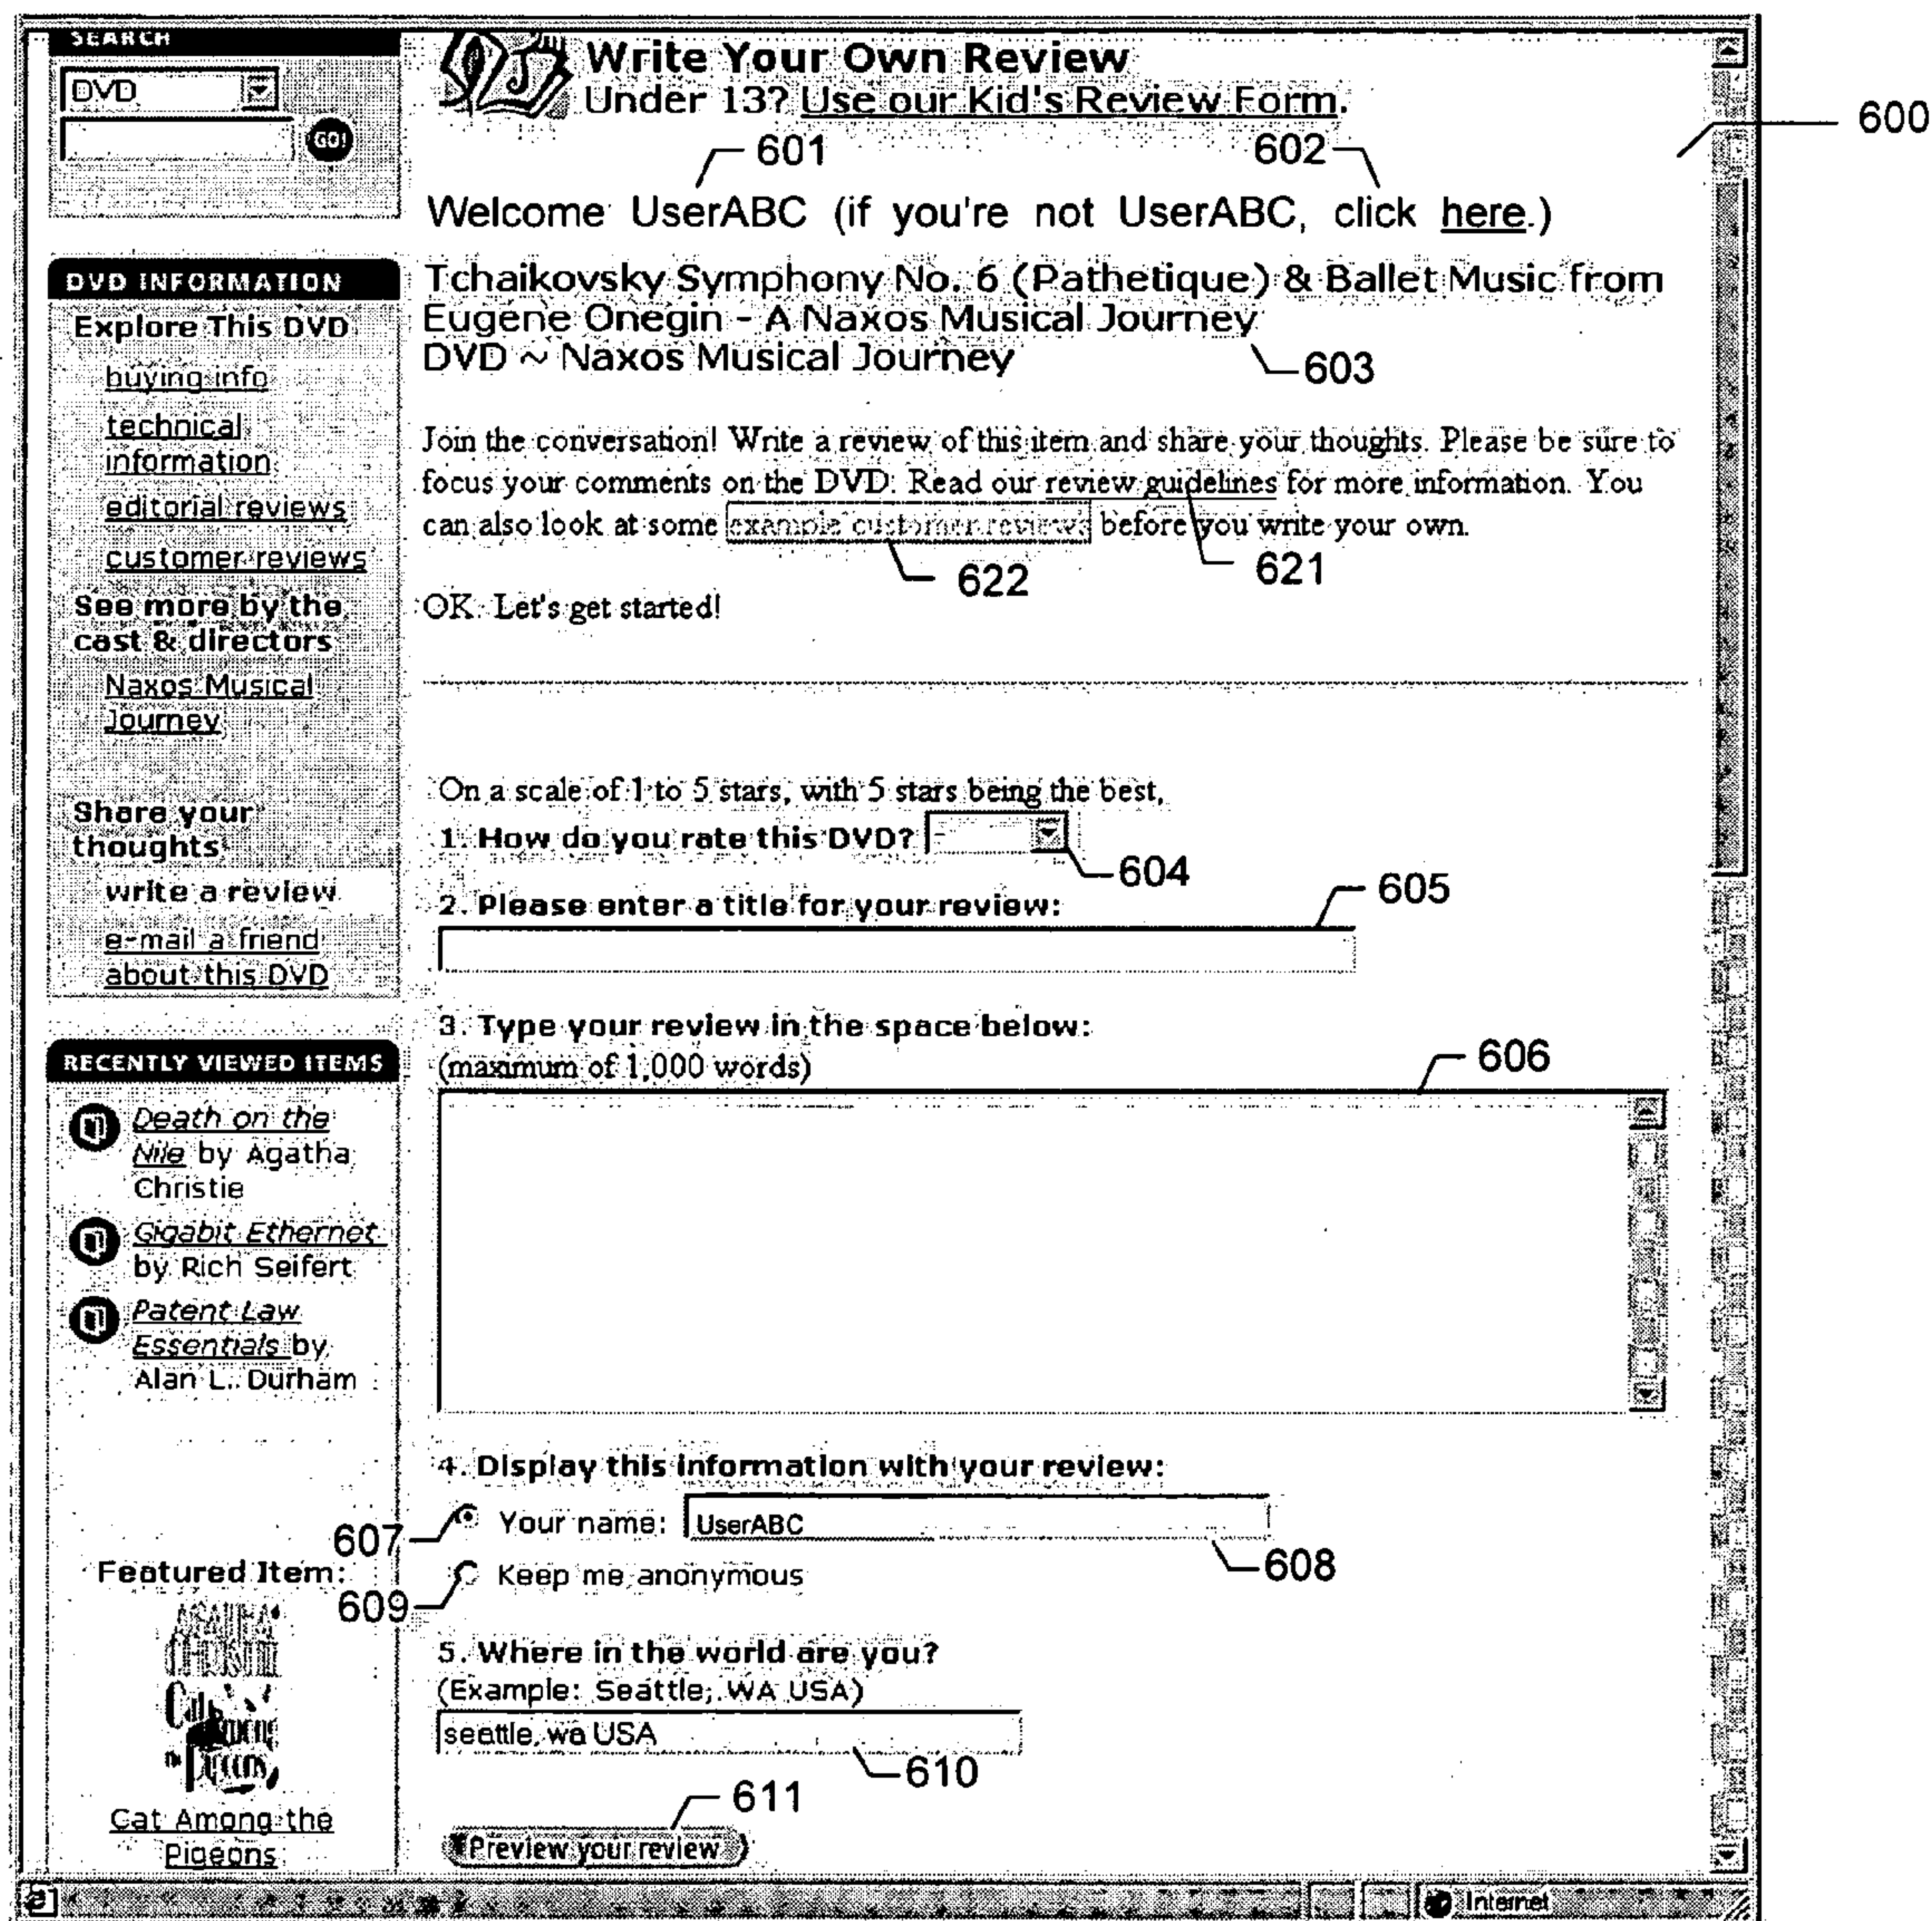 SEARCH
DVD
GO!
DVD INFORMATION
Explore This DVD
buying info
technical
information
editorial reviews
customer reviews
See more by the
cast & directors
Naxos Musical
Journey
Share your
thoughts
write a review
e-mail a friend
about this DVD
RECENTLY VIEWED ITEMS
Death on the
Nile by Agatha
Christie
Gigabit Ethernet
by Rich Seifert
Patent Law
Essentials by
Alan L. Durham
Featured Item:
AGATHA
CHRISTIE
Cat Among
the Pigeons
Cat Among the
Pigeons
Write Your Own Review
Under 13? Use our Kid's Review Form.
600
601
602
Welcome UserABC (if you're not UserABC, click here.)
Tchaikovsky Symphony No. 6 (Pathetique) & Ballet Music from
Eugene Onegin - A Naxos Musical Journey
DVD ~ Naxos Musical Journey
603
Join the conversation! Write a review of this item and share your thoughts. Please be sure to
focus your comments on the DVD. Read our review guidelines for more information. You
can also look at some example customer reviews before you write your own.
622
621
OK. Let's get started!
On a scale of 1 to 5 stars, with 5 stars being the best,
1. How do you rate this DVD? -
604
605
2. Please enter a title for your review:
3. Type your review in the space below:
(maximum of 1,000 words)
606
4. Display this information with your review:
607
Your name: UserABC
608
Keep me anonymous
609
5. Where in the world are you?
(Example: Seattle, WA USA)
seattle, wa USA
610
611
Preview your review
Internet